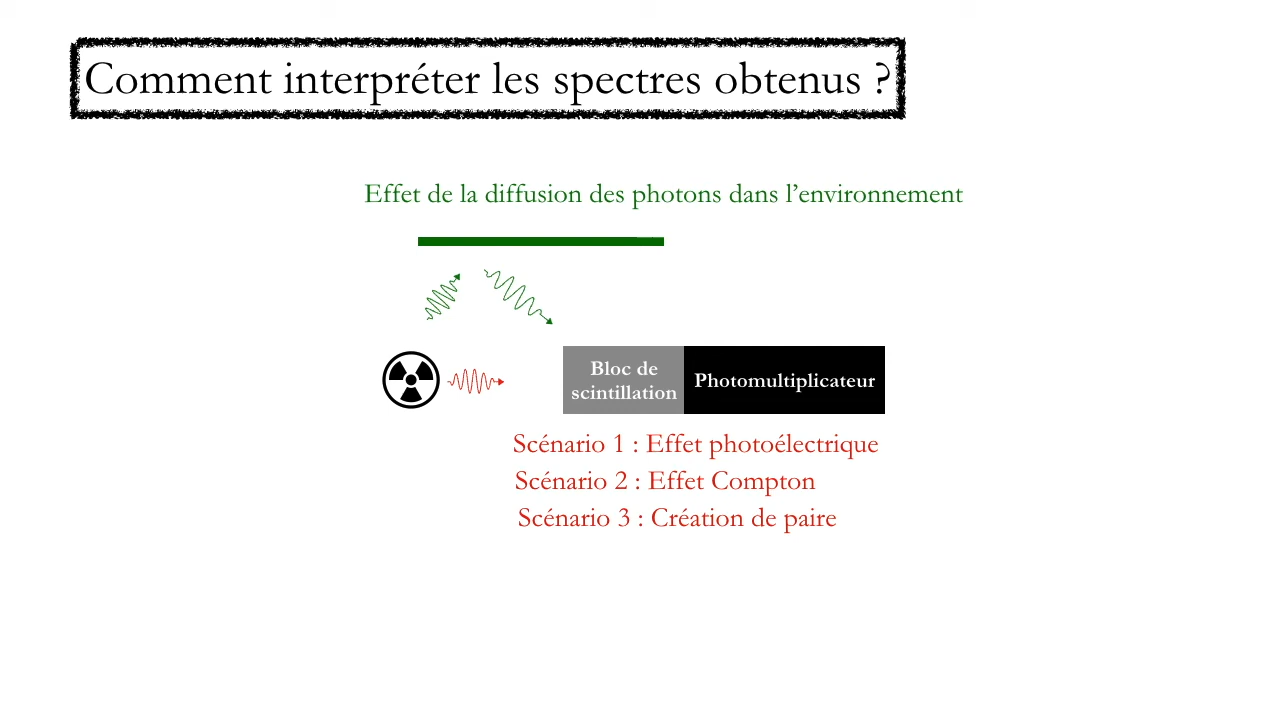 Comment interpréter les spectres obtenus ?
Effet de la diffusion des photons dans l’environnement
Bloc de
scintillation
Photomultiplicateur
Scénario 1 : Effet photoélectrique
Scénario 2 : Effet Compton
Scénario 3 : Création de paire